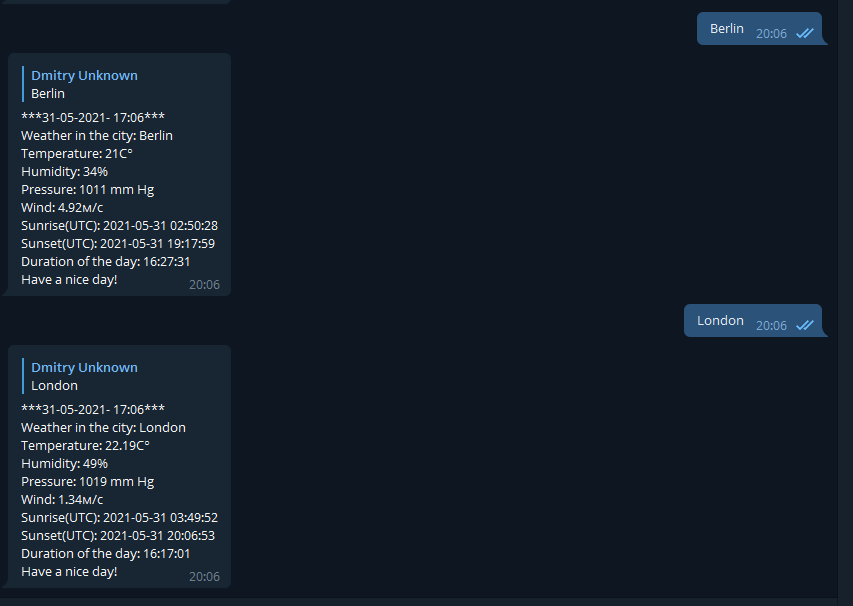 Berlin 20:06
Dmitry Unknown
Berlin
***31-05-2021- 17:06***
Weather in the city: Berlin
Temperature: 21C°
Humidity: 34%
Pressure: 1011 mm Hg
Wind: 4.92м/с
Sunrise(UTC): 2021-05-31 02:50:28
Sunset(UTC): 2021-05-31 19:17:59
Duration of the day: 16:27:31
Have a nice day! 20:06
London 20:06
Dmitry Unknown
London
***31-05-2021- 17:06***
Weather in the city: London
Temperature: 22.19C°
Humidity: 49%
Pressure: 1019 mm Hg
Wind: 1.34м/с
Sunrise(UTC): 2021-05-31 03:49:52
Sunset(UTC): 2021-05-31 20:06:53
Duration of the day: 16:17:01
Have a nice day! 20:06